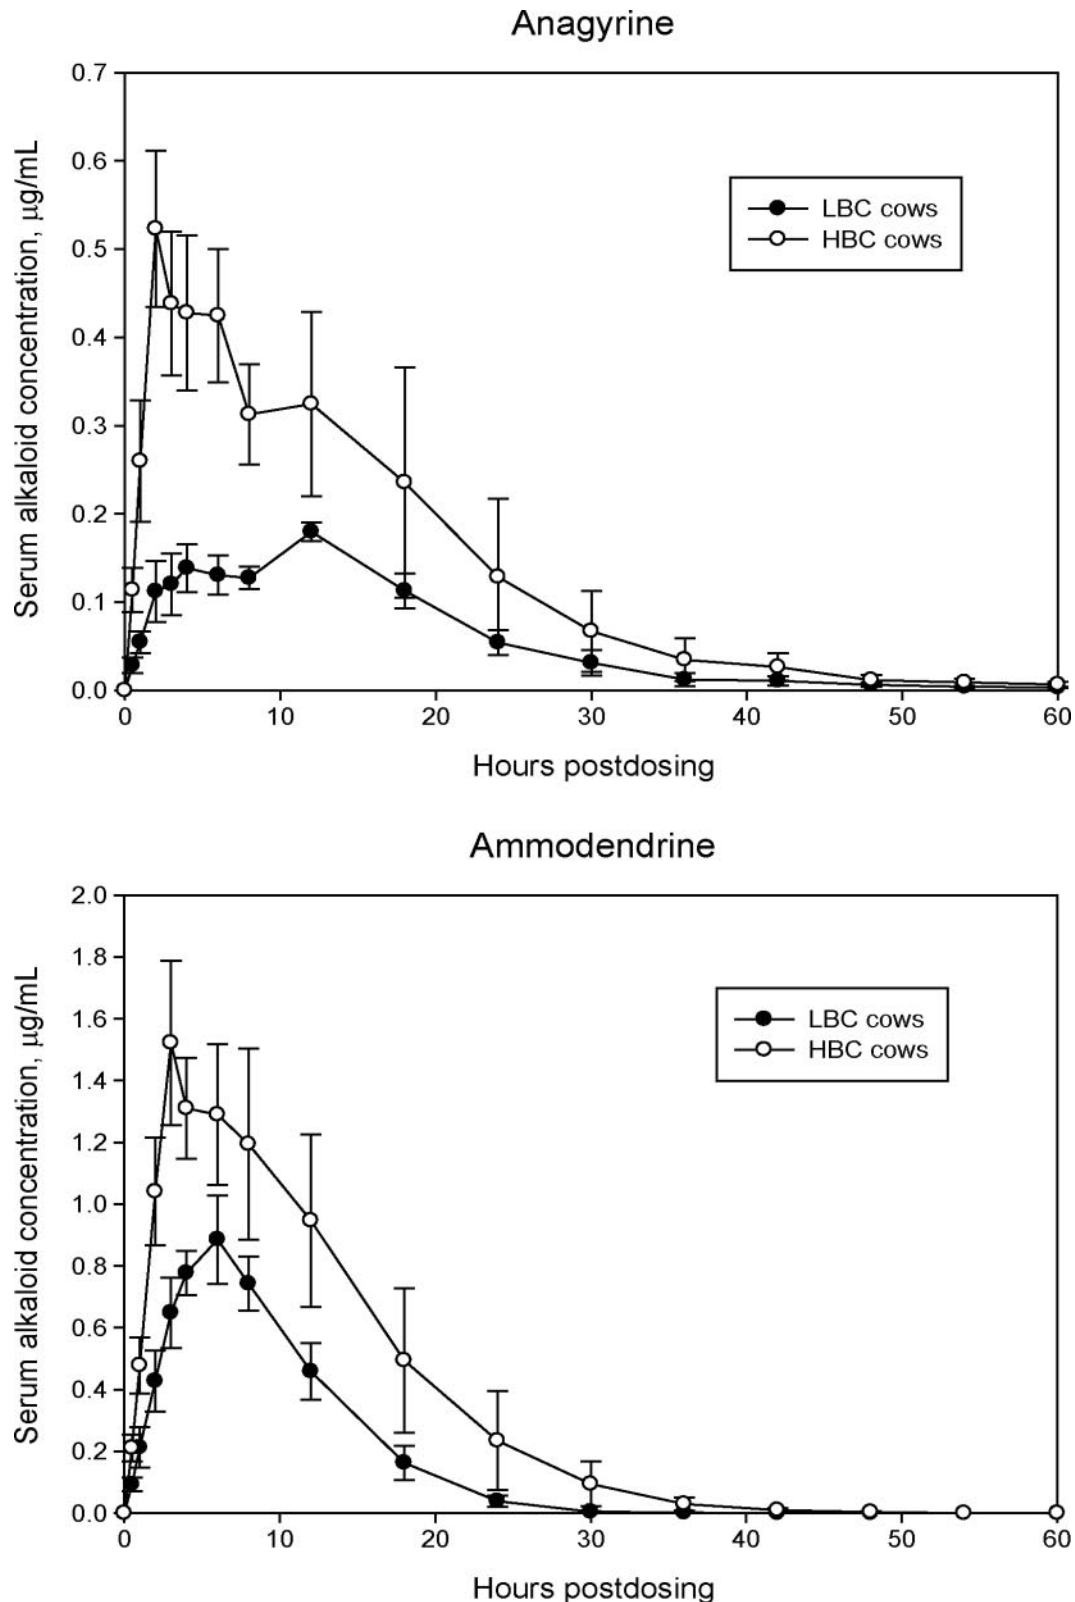 Anagyrine
Serum alkaloid concentration, μg/mL
0.7
0.6
0.5
0.4
0.3
0.2
0.1
0.0
LBC cows
HBC cows
0 10 20 30 40 50 60
Hours postdosing
Ammodendrine
Serum alkaloid concentration, μg/mL
2.0
1.8
1.6
1.4
1.2
1.0
0.8
0.6
0.4
0.2
0.0
LBC cows
HBC cows
0 10 20 30 40 50 60
Hours postdosing